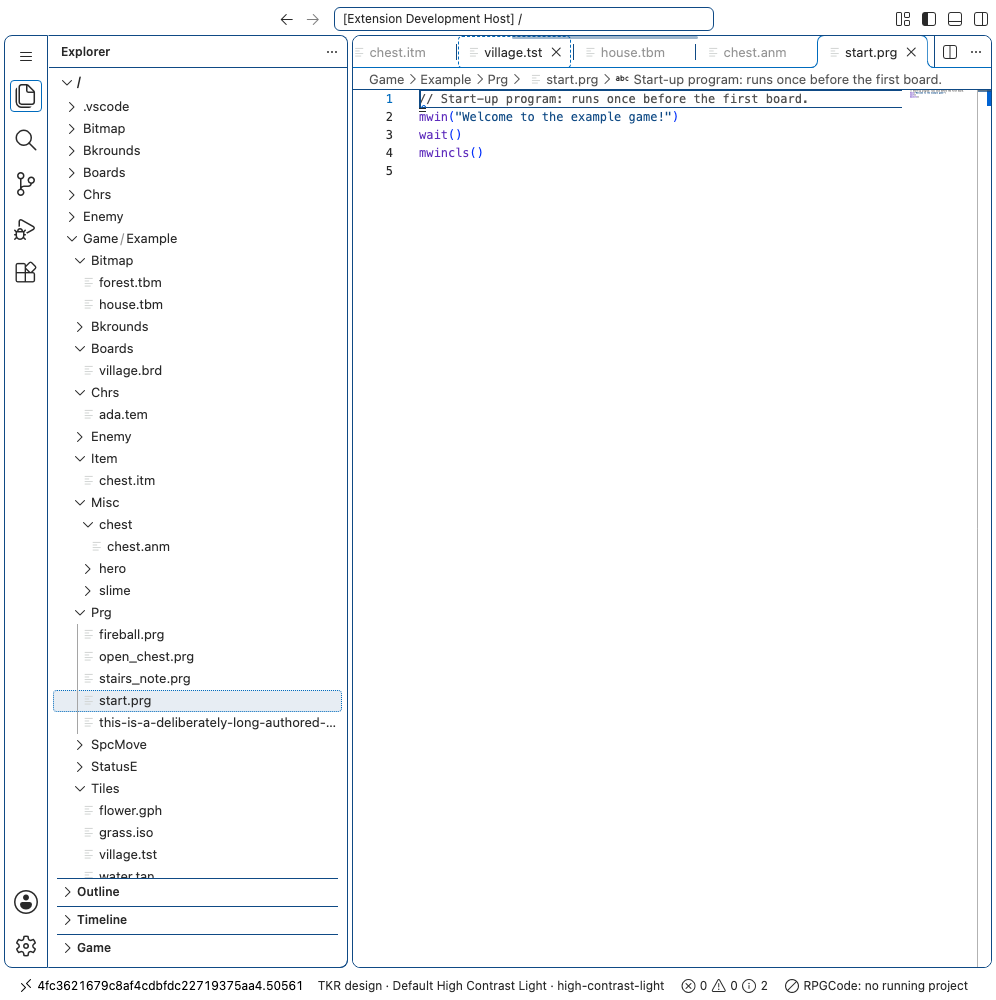 [Extension Development Host] /
Explorer
/
.vscode
Bitmap
Bkrounds
Boards
Chrs
Enemy
Game / Example
Bitmap
forest.tbm
house.tbm
Bkrounds
Boards
village.brd
Chrs
ada.tem
Enemy
Item
chest.itm
Misc
chest
chest.anm
hero
slime
Prg
fireball.prg
open_chest.prg
stairs_note.prg
start.prg
this-is-a-deliberately-long-authored-...
SpcMove
StatusE
Tiles
flower.gph
grass.iso
village.tst
water.tan
Outline
Timeline
Game
chest.itm village.tst house.tbm chest.anm start.prg
Game > Example > Prg > start.prg > abc Start-up program: runs once before the first board.
1 // Start-up program: runs once before the first board.
2 mwin("Welcome to the example game!")
3 wait()
4 mwincls()
5
4fc3621679c8af4cdbfdc22719375aa4.50561 TKR design · Default High Contrast Light · high-contrast-light 0 0 2 RPGCode: no running project